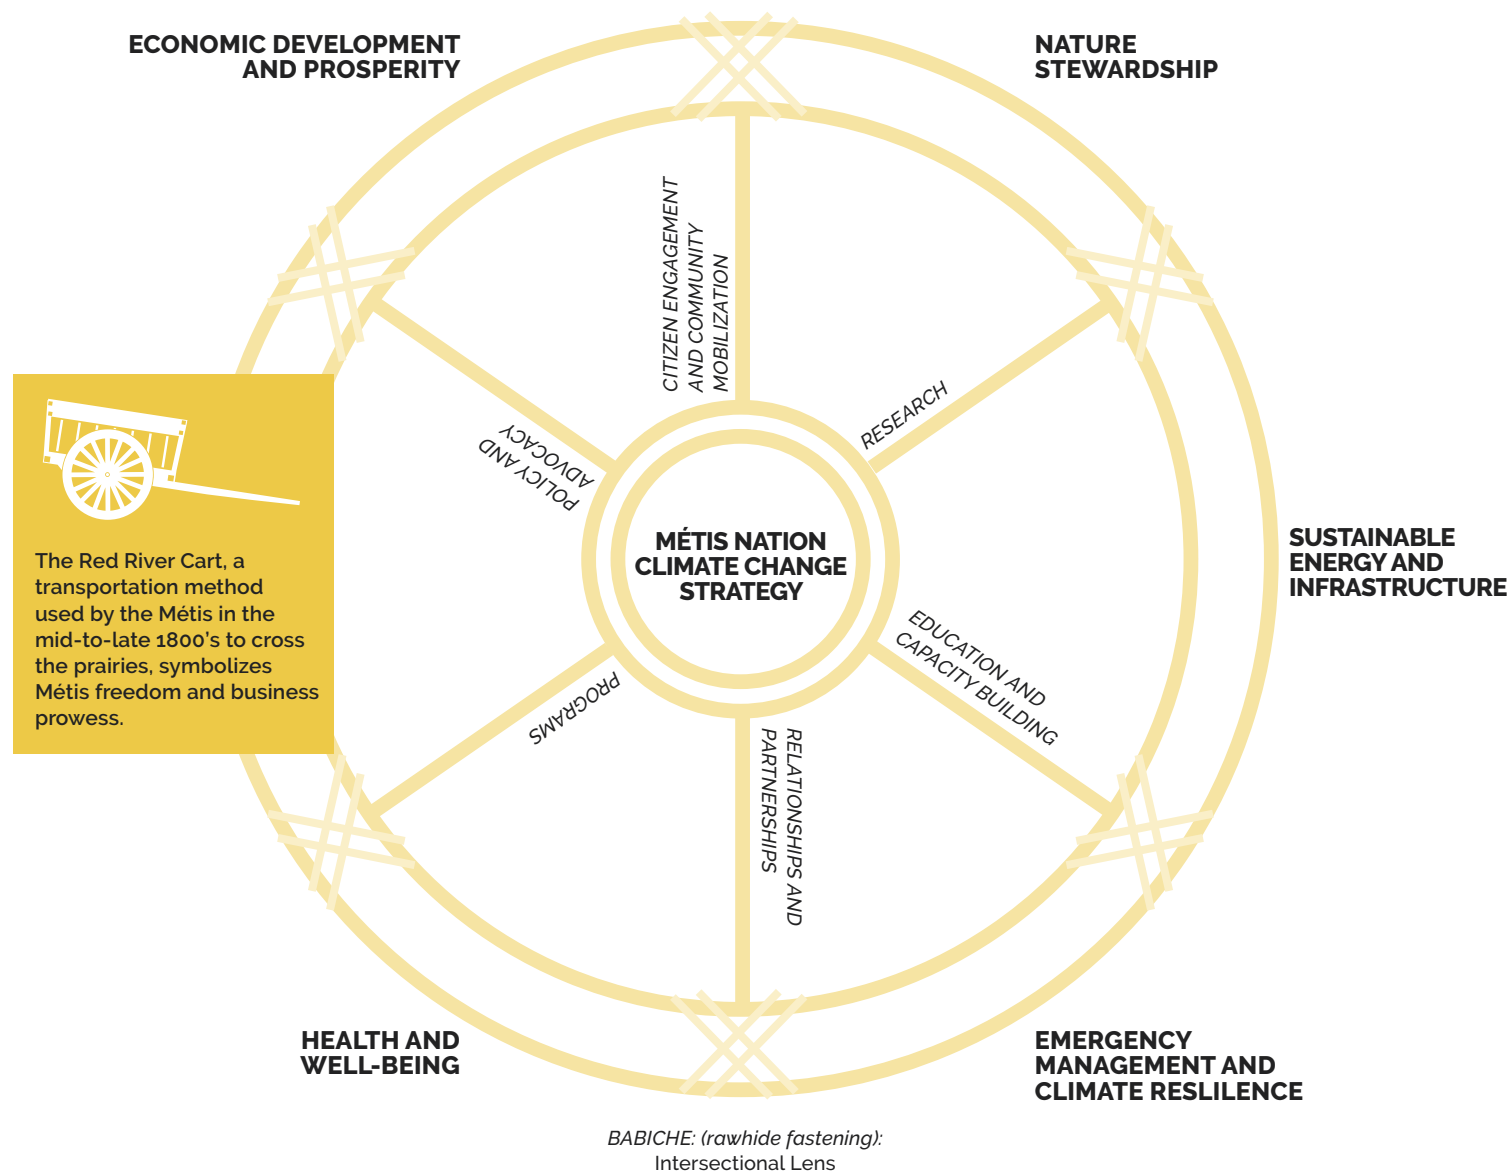 ECONOMIC DEVELOPMENT
AND PROSPERITY
NATURE
STEWARDSHIP
CITIZEN ENGAGEMENT
AND COMMUNITY
MOBILIZATION
RESEARCH
POLICY AND
ADVOCACY
The Red River Cart, a
transportation method
used by the Métis in the
mid-to-late 1800's to cross
the prairies, symbolizes
Métis freedom and business
prowess.
MÉTIS NATION
CLIMATE CHANGE
STRATEGY
SUSTAINABLE
ENERGY AND
INFRASTRUCTURE
EDUCATION AND
CAPACITY BUILDING
PROGRAMS
RELATIONSHIPS AND
PARTNERSHIPS
HEALTH AND
WELL-BEING
EMERGENCY
MANAGEMENT AND
CLIMATE RESLILENCE
BABICHE: (rawhide fastening):
Intersectional Lens